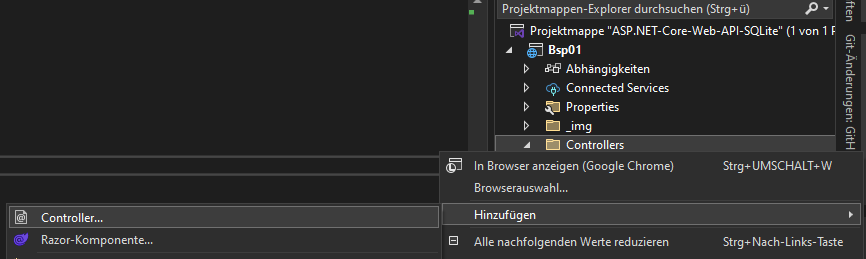 Projektmappen-Explorer durchsuchen (Strg+ü)
Projektmappe "ASP.NET-Core-Web-API-SQLite" (1 von 1 P
Bsp01
Abhängigkeiten
Connected Services
Properties
_img
Controllers
In Browser anzeigen (Google Chrome) Strg+UMSCHALT+W
Browserauswahl...
Hinzufügen
Alle nachfolgenden Werte reduzieren Strg+Nach-Links-Taste
Controller...
Razor-Komponente...
ften
Git-Änderungen: GitH